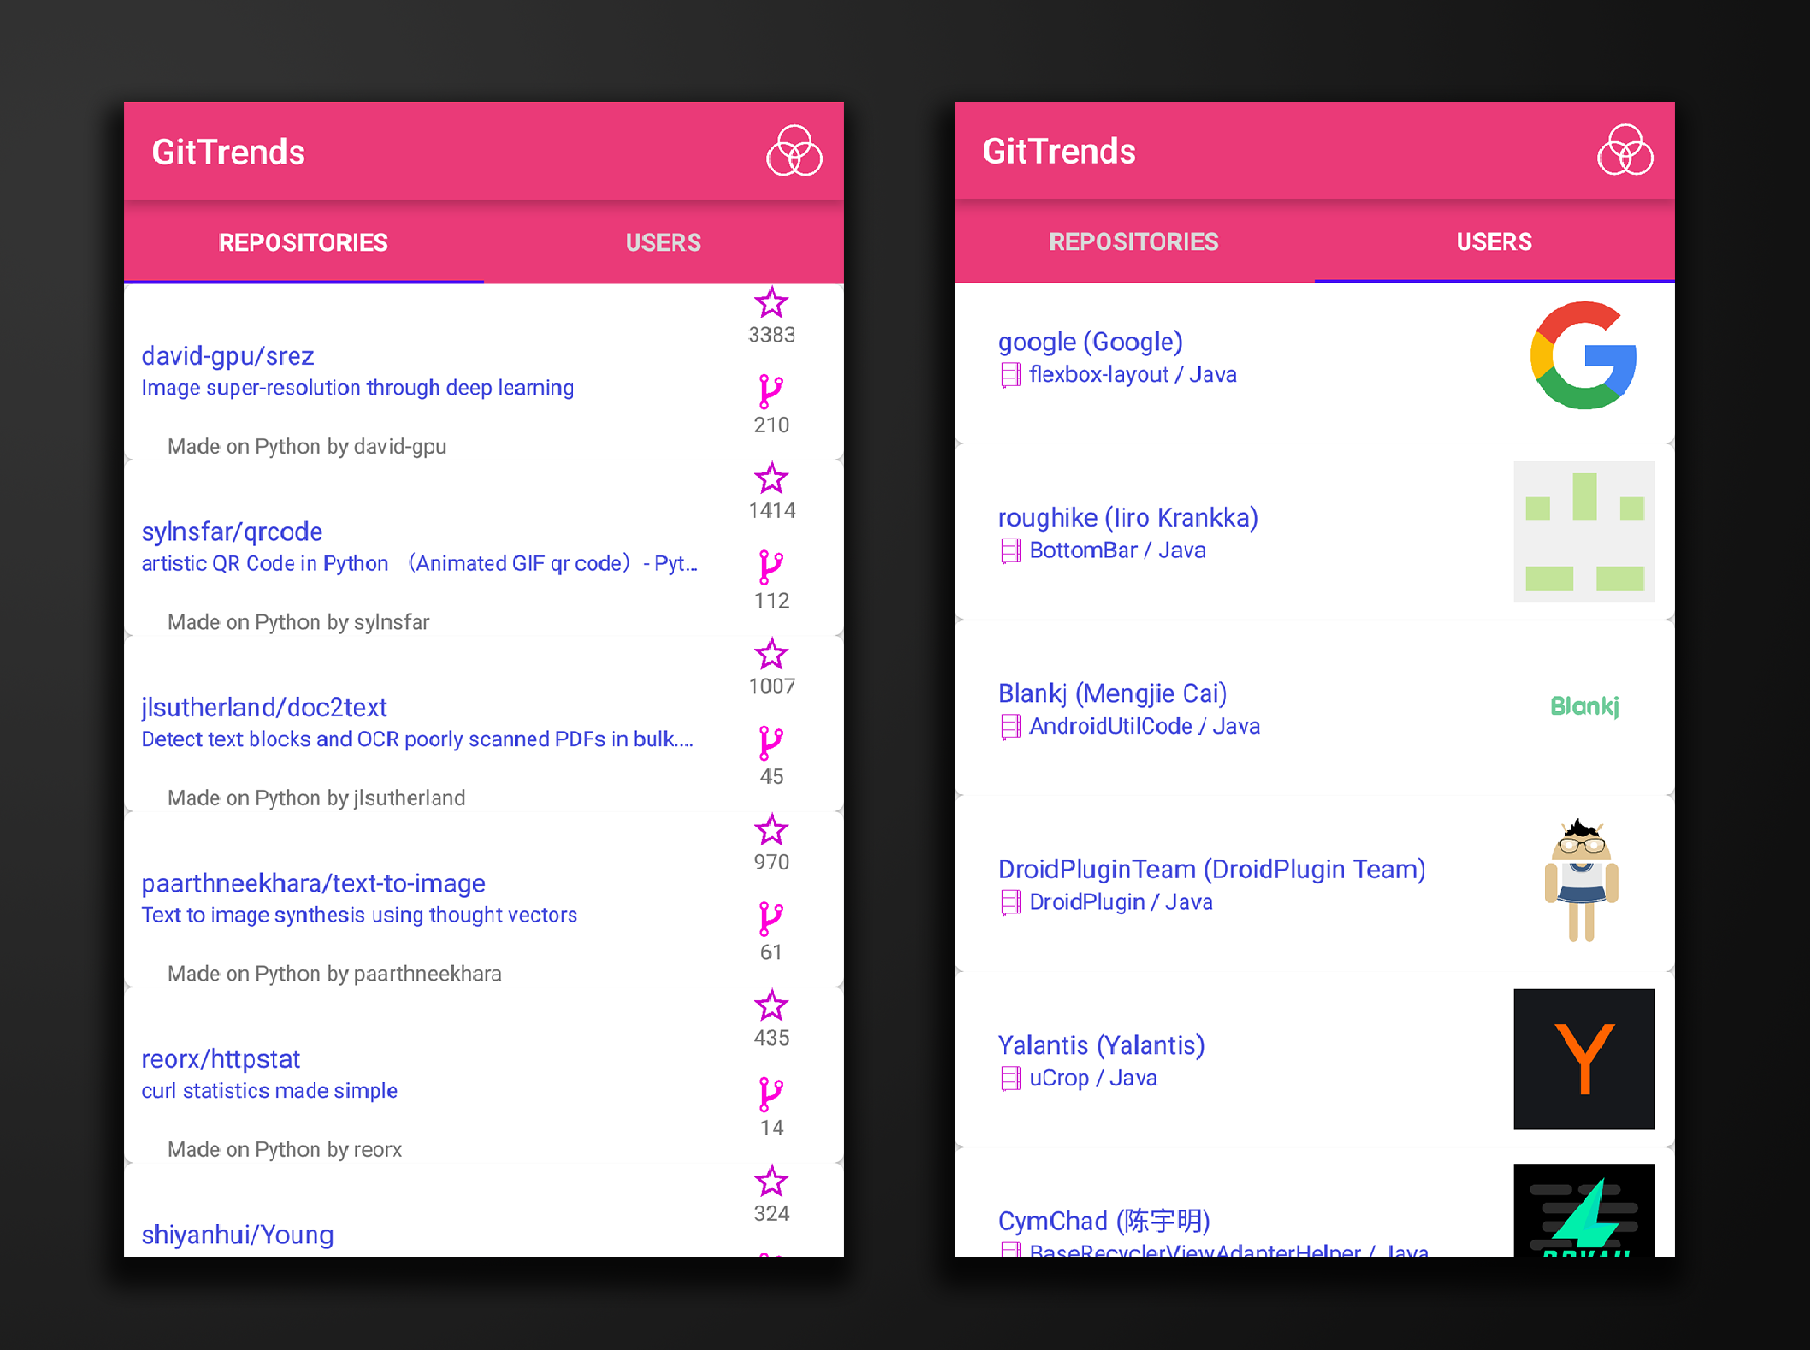 GitTrends
REPOSITORIES USERS
3383
david-gpu/srez
Image super-resolution through deep learning
210
Made on Python by david-gpu
1414
sylnsfar/qrcode
artistic QR Code in Python （Animated GIF qr code）- Pyt...
112
Made on Python by sylnsfar
1007
jlsutherland/doc2text
Detect text blocks and OCR poorly scanned PDFs in bulk....
45
Made on Python by jlsutherland
970
paarthneekhara/text-to-image
Text to image synthesis using thought vectors
61
Made on Python by paarthneekhara
435
reorx/httpstat
curl statistics made simple
14
Made on Python by reorx
324
shiyanhui/Young
GitTrends
REPOSITORIES USERS
google (Google)
flexbox-layout / Java
roughike (Iiro Krankka)
BottomBar / Java
Blankj (Mengjie Cai)
AndroidUtilCode / Java
Blankj
DroidPluginTeam (DroidPlugin Team)
DroidPlugin / Java
Yalantis (Yalantis)
uCrop / Java
Y
CymChad (陈宇明)
BaseRecyclerViewAdapterHelper / Java